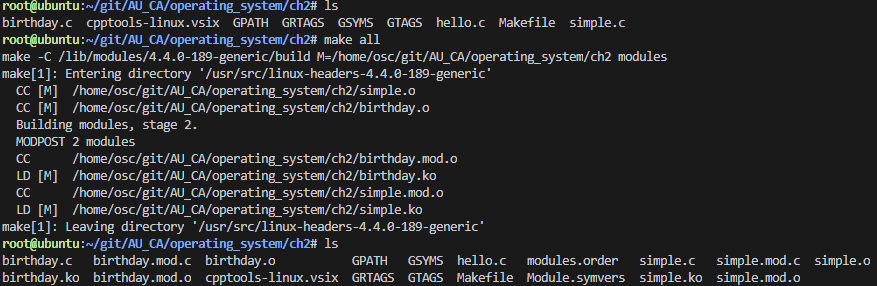 root@ubuntu:~/git/AU_CA/operating_system/ch2# ls
birthday.c  cpptools-linux.vsix  GPATH  GRTAGS  GSYMS  GTAGS  hello.c  Makefile  simple.c
root@ubuntu:~/git/AU_CA/operating_system/ch2# make all
make -C /lib/modules/4.4.0-189-generic/build M=/home/osc/git/AU_CA/operating_system/ch2 modules
make[1]: Entering directory '/usr/src/linux-headers-4.4.0-189-generic'
  CC [M]  /home/osc/git/AU_CA/operating_system/ch2/simple.o
  CC [M]  /home/osc/git/AU_CA/operating_system/ch2/birthday.o
  Building modules, stage 2.
  MODPOST 2 modules
  CC      /home/osc/git/AU_CA/operating_system/ch2/birthday.mod.o
  LD [M]  /home/osc/git/AU_CA/operating_system/ch2/birthday.ko
  CC      /home/osc/git/AU_CA/operating_system/ch2/simple.mod.o
  LD [M]  /home/osc/git/AU_CA/operating_system/ch2/simple.ko
make[1]: Leaving directory '/usr/src/linux-headers-4.4.0-189-generic'
root@ubuntu:~/git/AU_CA/operating_system/ch2# ls
birthday.c   birthday.mod.c  birthday.o           GPATH   GSYMS  hello.c   modules.order   simple.c   simple.mod.c  simple.o
birthday.ko  birthday.mod.o  cpptools-linux.vsix  GRTAGS  GTAGS  Makefile  Module.symvers  simple.ko  simple.mod.o